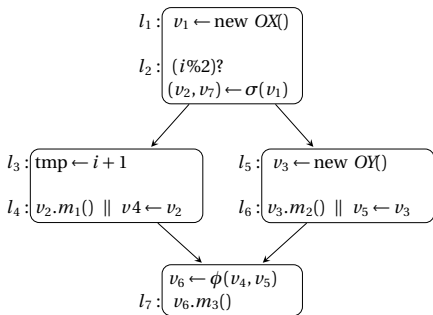 l₁: v₁ ← new OX()
l₂: (i%2)?
(v₂, v₇) ← σ(v₁)
l₃: tmp ← i + 1
l₄: v₂.m₁() || v4 ← v₂
l₅: v₃ ← new OY()
l₆: v₃.m₂() || v₅ ← v₃
v₆ ← ϕ(v₄, v₅)
l₇: v₆.m₃()